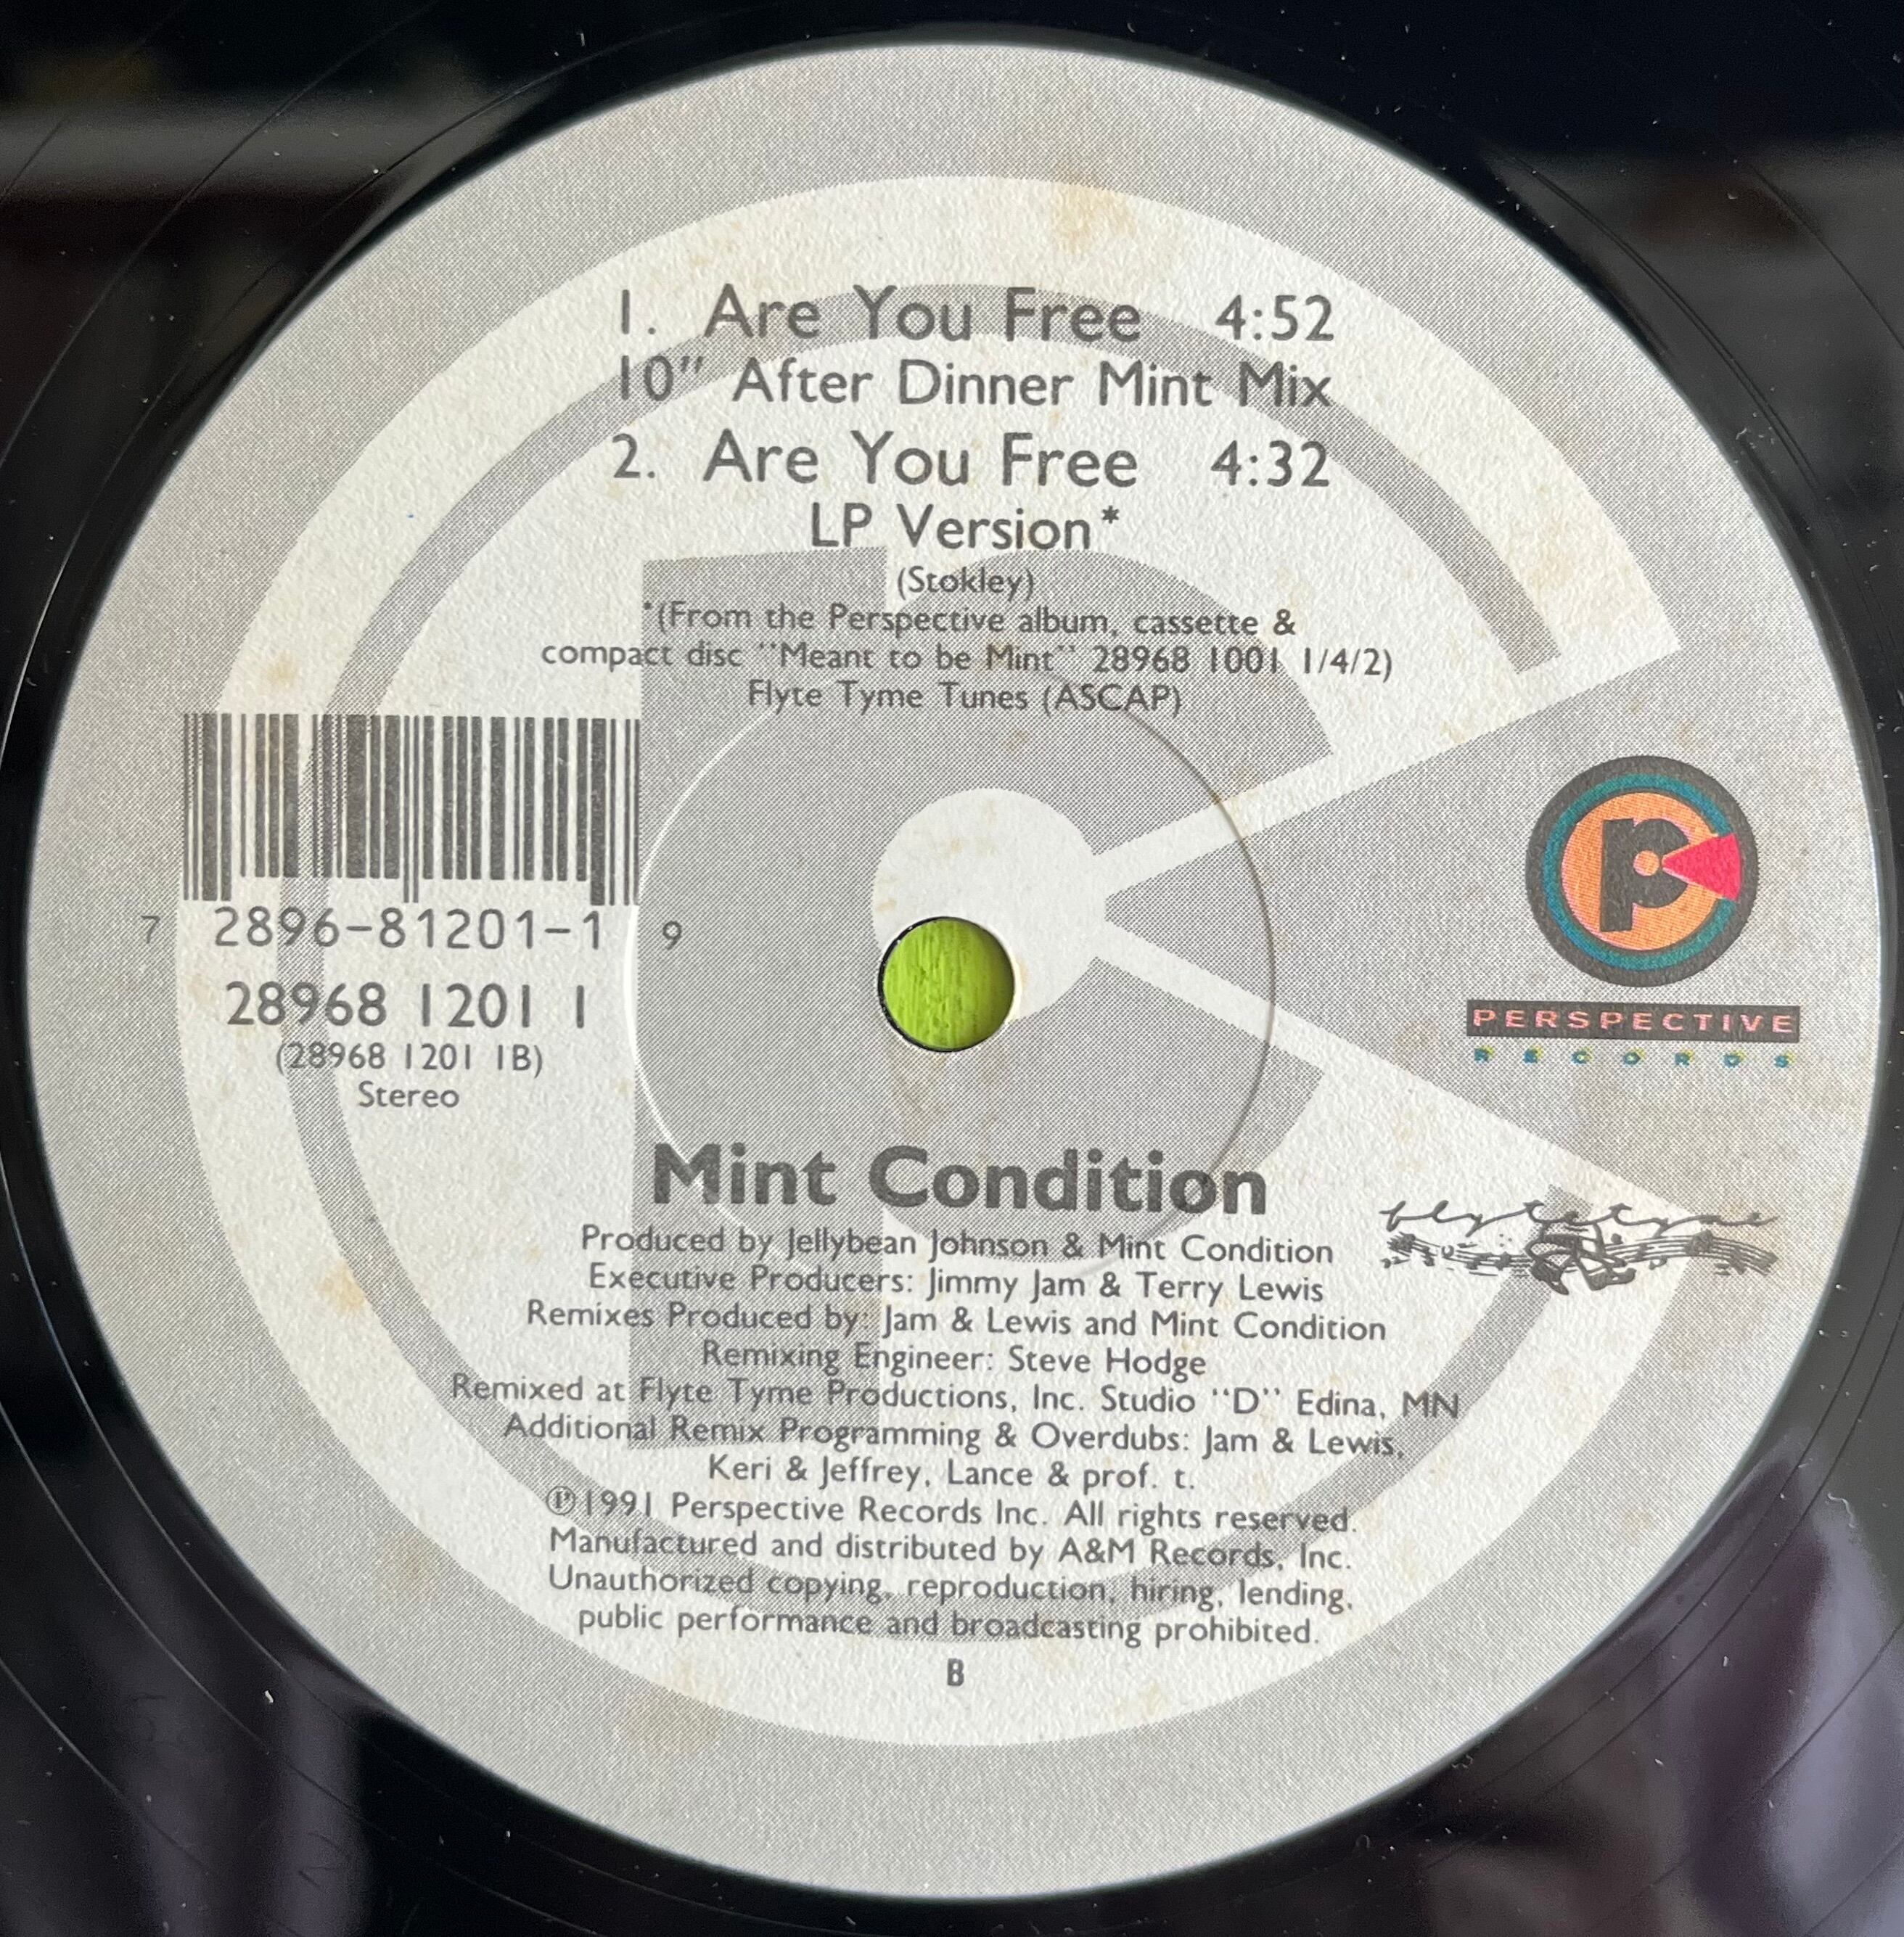 1. Are You Free 4:52
10" After Dinner Mint Mix
2. Are You Free 4:32
LP Version*
(Stokley)
*(From the Perspective album, cassette &
compact disc "Meant to be Mint" 28968 1001 1/4/2)
Flyte Tyme Tunes (ASCAP)
7 2896-81201-1 9
28968 1201 1
(28968 1201 1B)
Stereo
p
PERSPECTIVE
RECORDS
Mint Condition
flytetyme
Produced by Jellybean Johnson & Mint Condition
Executive Producers: Jimmy Jam & Terry Lewis
Remixes Produced by: Jam & Lewis and Mint Condition
Remixing Engineer: Steve Hodge
Remixed at Flyte Tyme Productions, Inc. Studio "D" Edina, MN
Additional Remix Programming & Overdubs: Jam & Lewis,
Keri & Jeffrey, Lance & prof. t.
℗1991 Perspective Records Inc. All rights reserved.
Manufactured and distributed by A&M Records, Inc.
Unauthorized copying, reproduction, hiring, lending,
public performance and broadcasting prohibited.
B